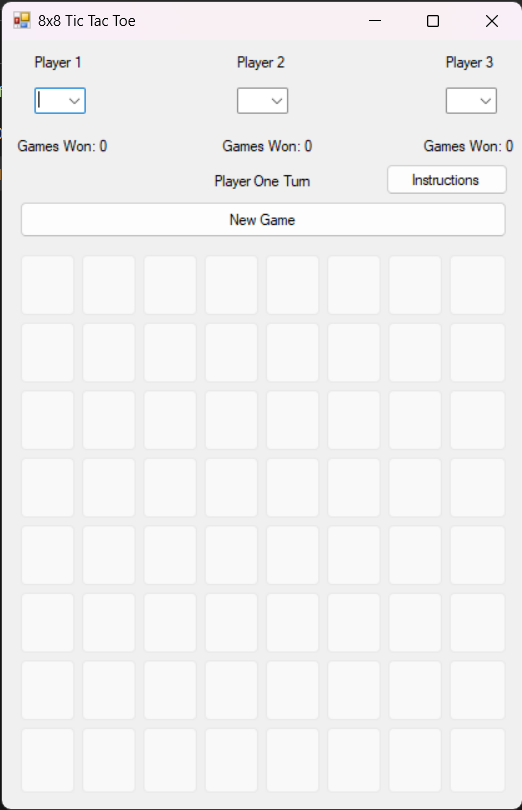 8x8 Tic Tac Toe
Player 1 Player 2 Player 3
Games Won: 0 Games Won: 0 Games Won: 0
Player One Turn Instructions
New Game